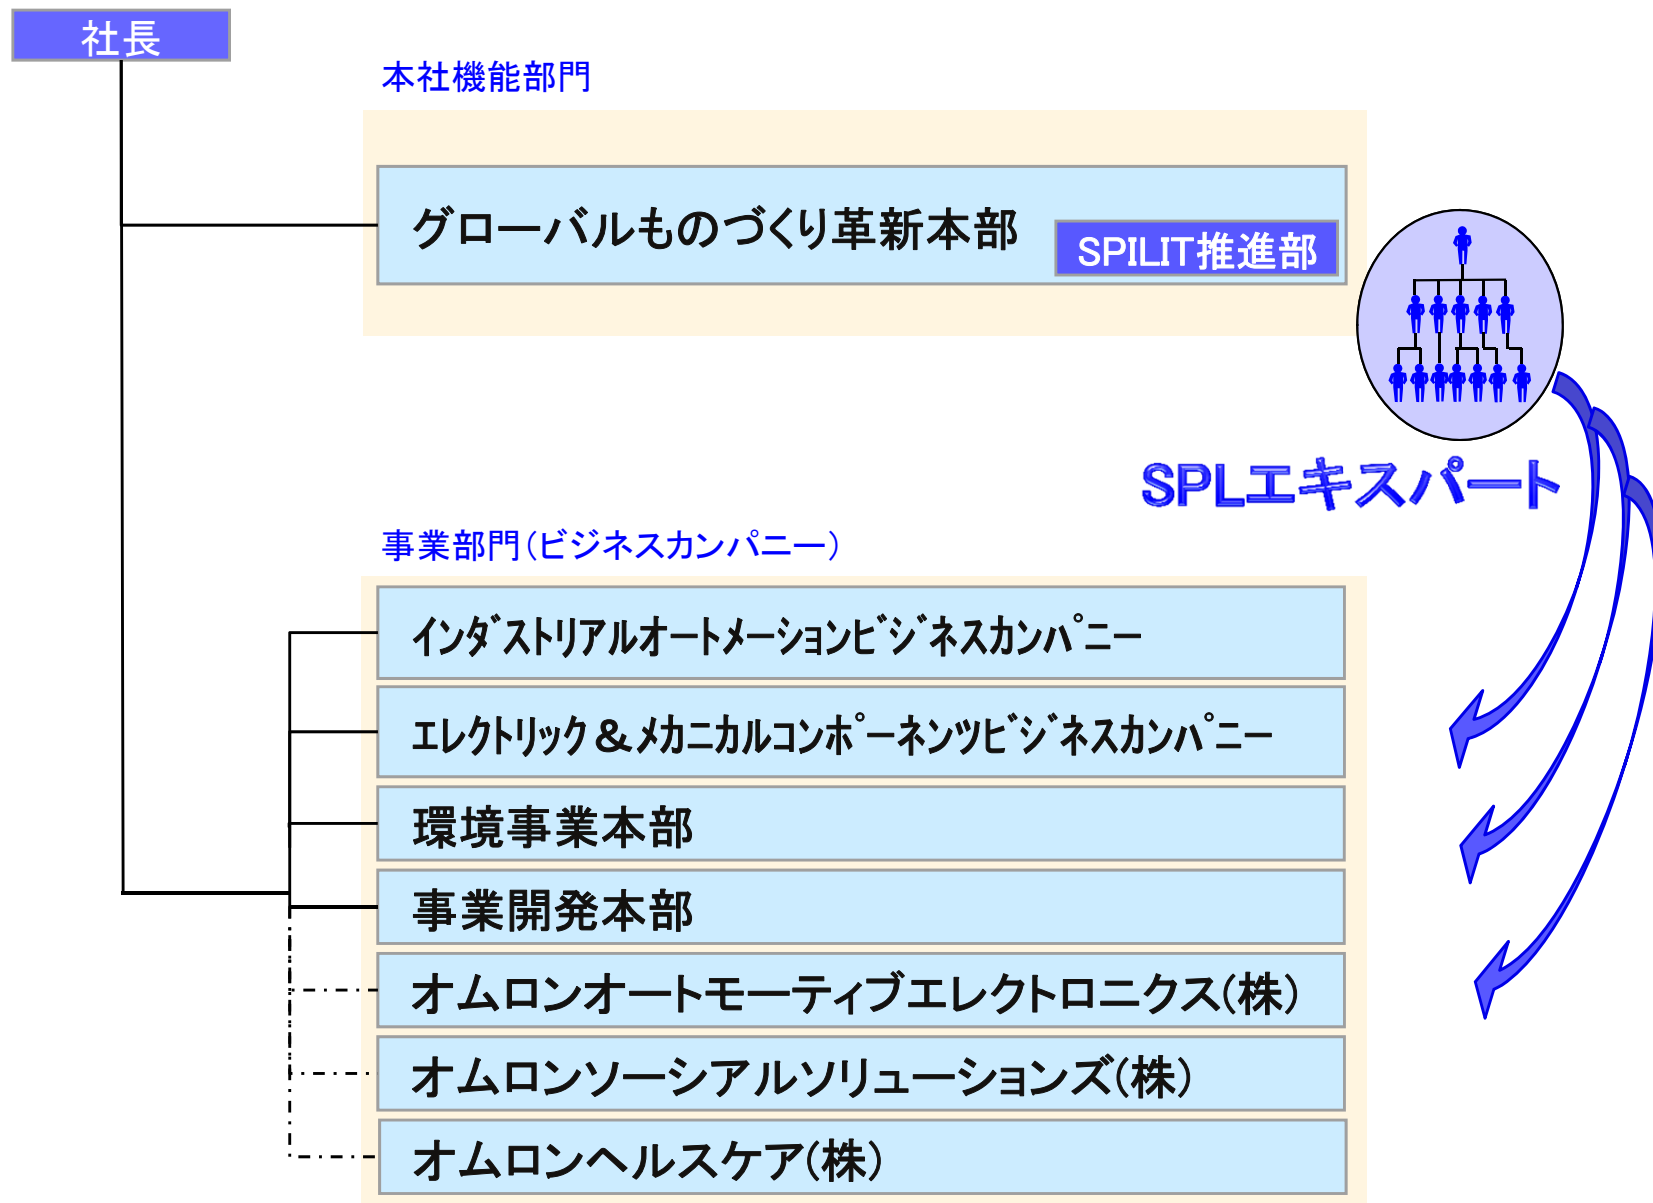 社長
本社機能部門
グローバルものづくり革新本部
SPILIT推進部
SPLエキスパート
事業部門(ビジネスカンパニー)
インダストリアルオートメーションビジネスカンパニー
エレクトリック&メカニカルコンポーネンツビジネスカンパニー
環境事業本部
事業開発本部
オムロンオートモーティブエレクトロニクス(株)
オムロンソーシアルソリューションズ(株)
オムロンヘルスケア(株)